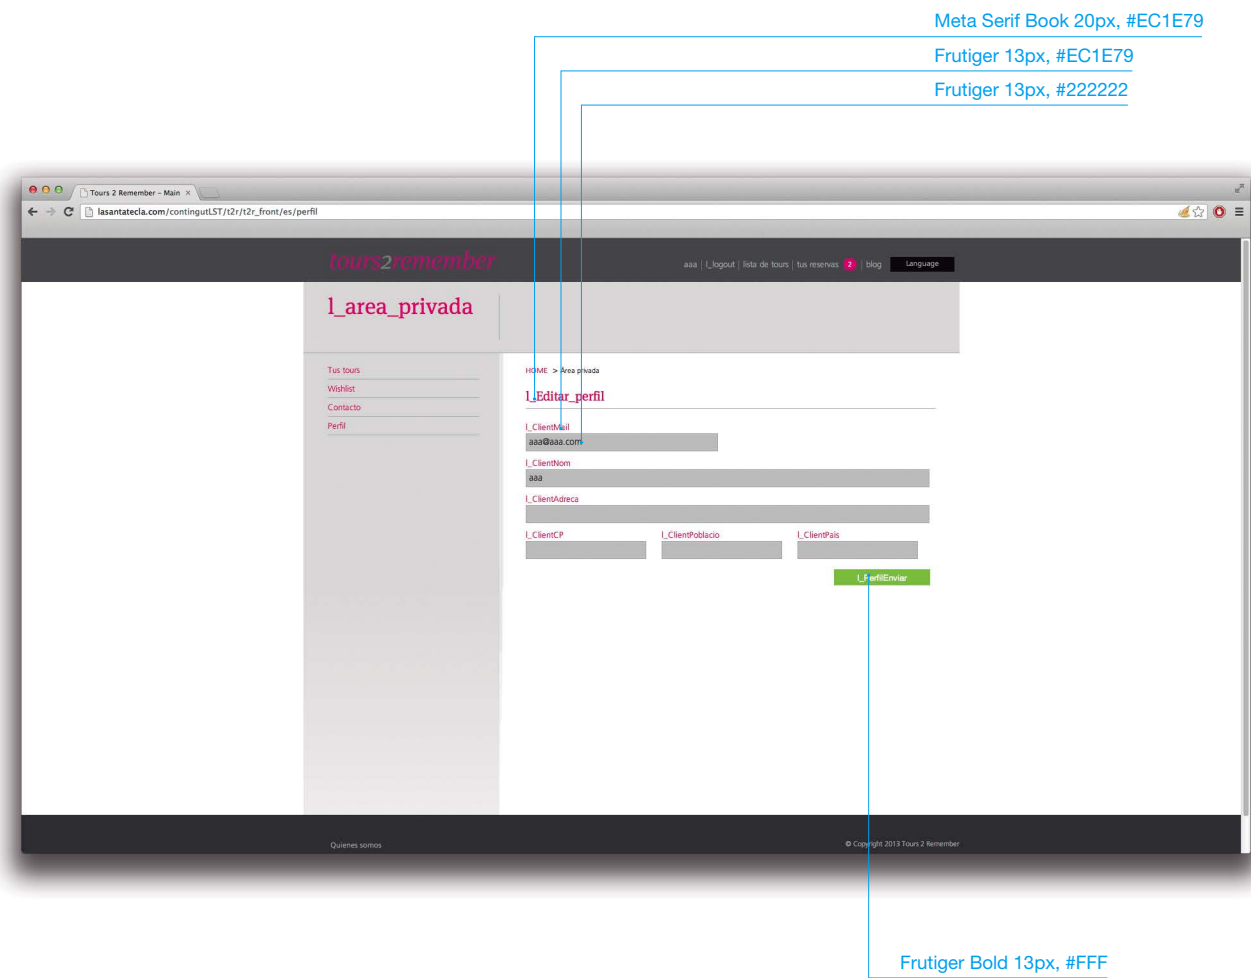 Meta Serif Book 20px, #EC1E79
Frutiger 13px, #EC1E79
Frutiger 13px, #222222
Tours 2 Remember – Main ×
lasantatecla.com/contingutLST/t2r/t2r_front/es/perfil
tours2remember
aaa | l_logout | lista de tours | tus reservas 2 | blog Language
l_area_privada
Tus tours
Wishlist
Contacto
Perfil
HOME > Área privada
l_Editar_perfil
l_ClientMail
aaa@aaa.com
l_ClientNom
aaa
l_ClientAdreca
l_ClientCP l_ClientPoblacio l_ClientPais
l_PerfilEnviar
Quienes somos © Copyright 2013 Tours 2 Remember
Frutiger Bold 13px, #FFF